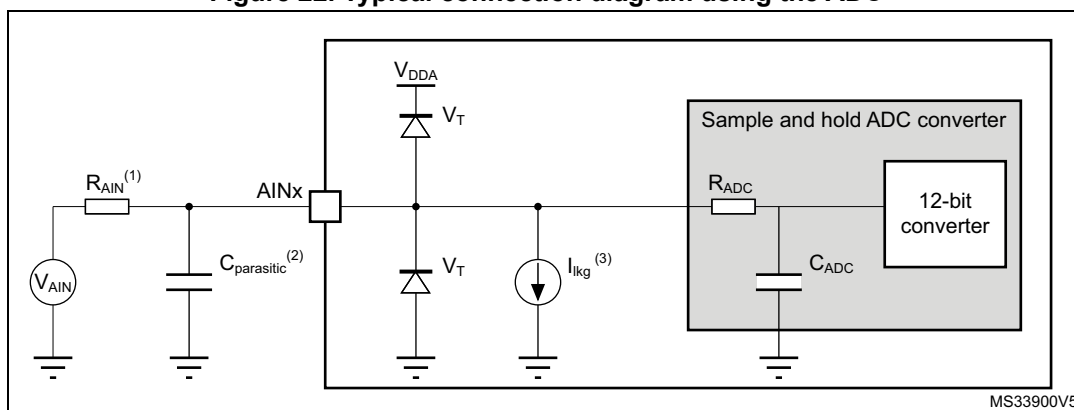 Figure 22. Typical connection diagram using the ADC
VDDA
VT
Sample and hold ADC converter
RAIN(1)
AINx
RADC
12-bit
converter
Cparasitic(2)
VT
Ilkg(3)
CADC
VAIN
MS33900V5